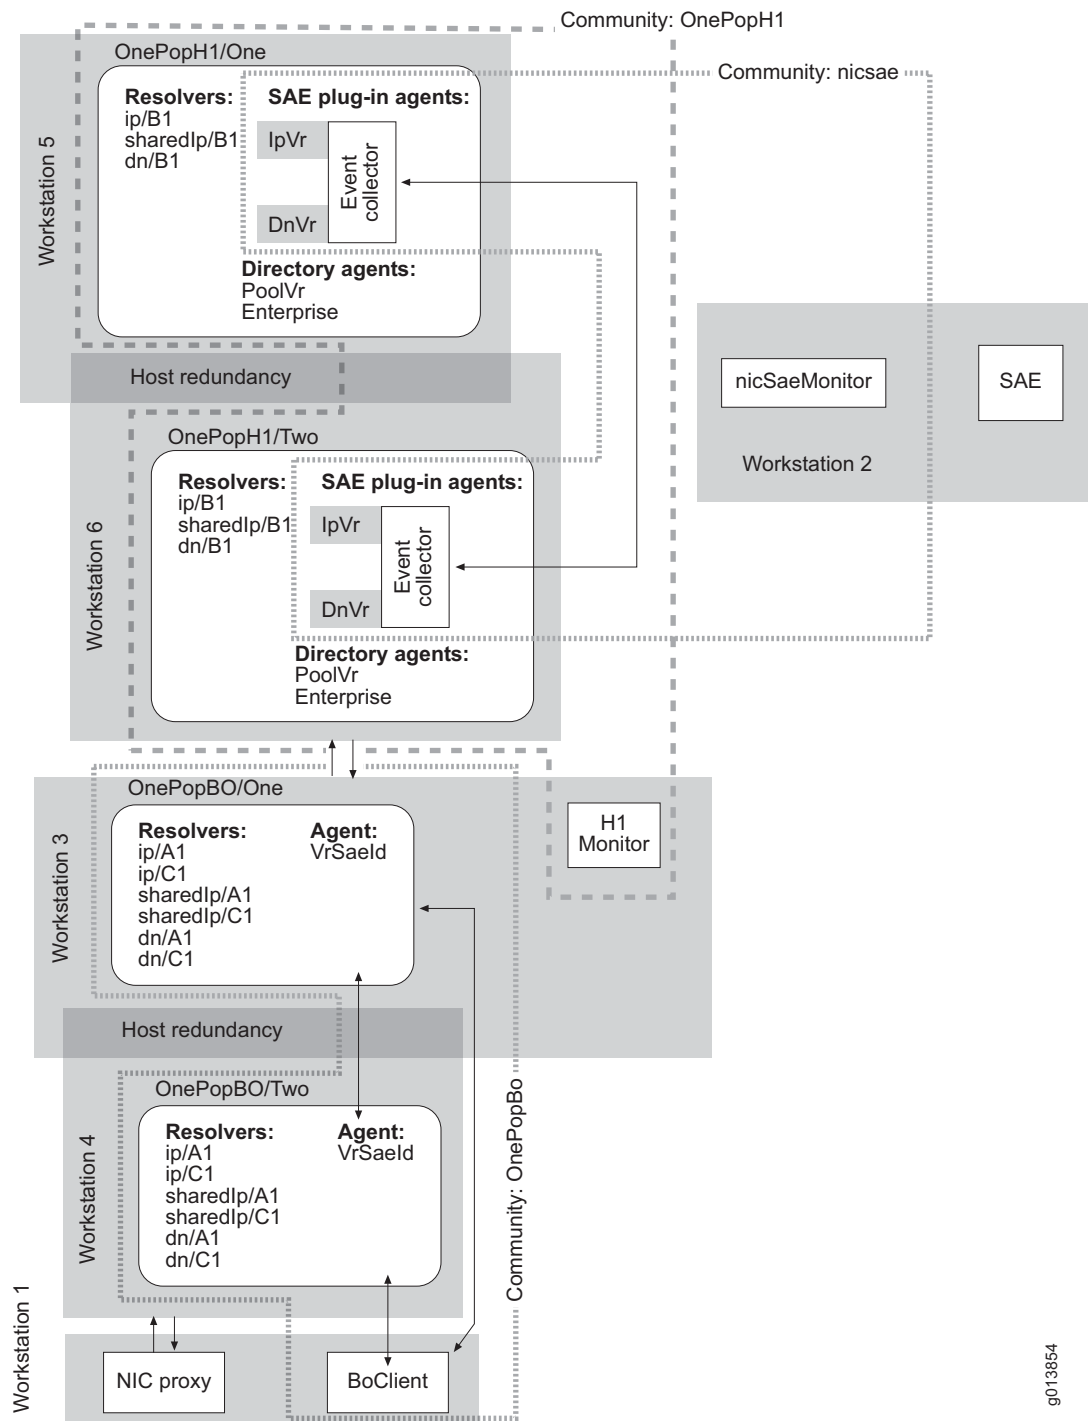 Community: OnePopH1
OnePopH1/One
Community: nicsae
Resolvers:
ip/B1
sharedIp/B1
dn/B1
SAE plug-in agents:
IpVr
Event
collector
DnVr
Directory agents:
PoolVr
Enterprise
Workstation 5
Host redundancy
nicSaeMonitor
SAE
Workstation 2
OnePopH1/Two
Resolvers:
ip/B1
sharedIp/B1
dn/B1
SAE plug-in agents:
IpVr
Event
collector
DnVr
Directory agents:
PoolVr
Enterprise
Workstation 6
OnePopBO/One
Resolvers:
ip/A1
ip/C1
sharedIp/A1
sharedIp/C1
dn/A1
dn/C1
Agent:
VrSaeId
H1
Monitor
Workstation 3
Host redundancy
OnePopBO/Two
Resolvers:
ip/A1
ip/C1
sharedIp/A1
sharedIp/C1
dn/A1
dn/C1
Agent:
VrSaeId
Workstation 4
Community: OnePopBo
Workstation 1
NIC proxy
BoClient
g013854